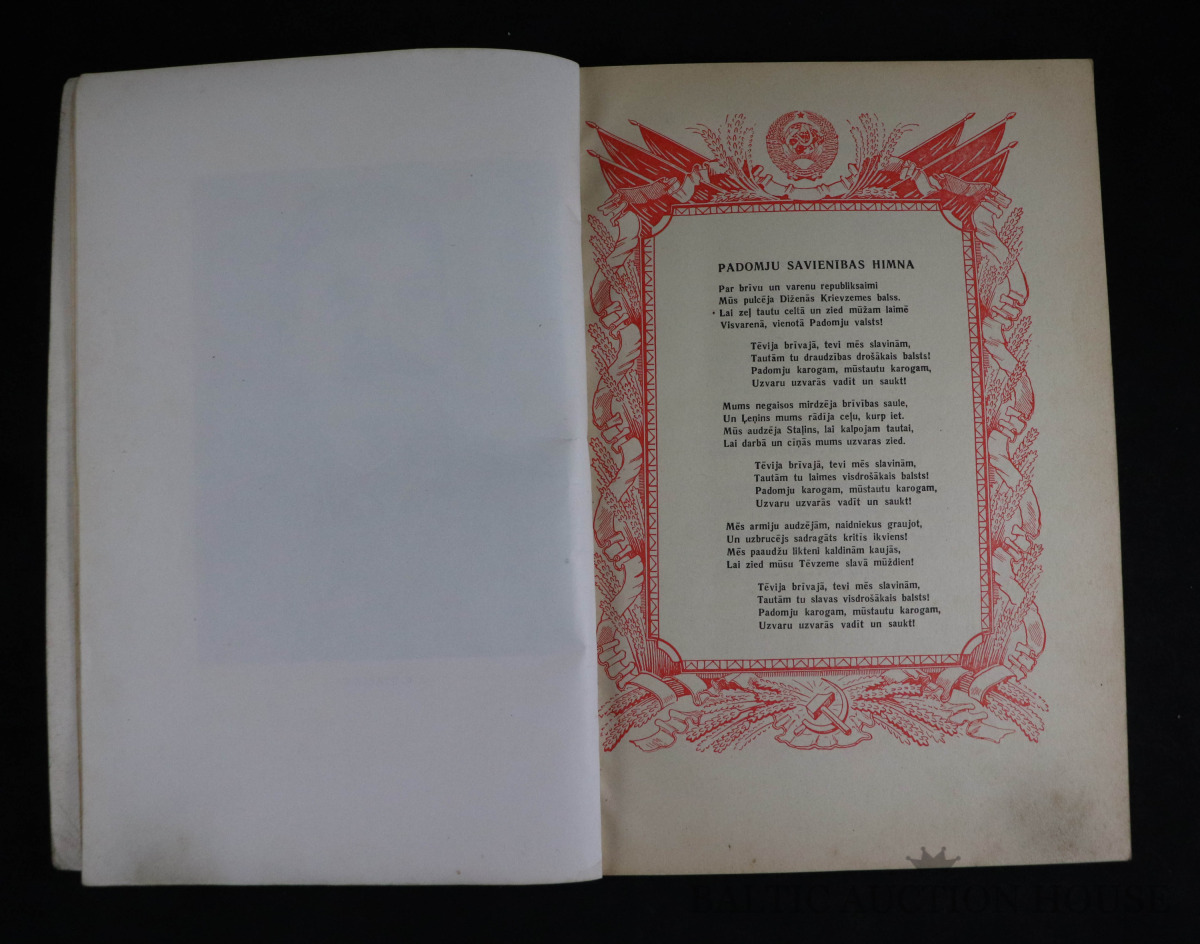 PADOMJU SAVIENIBAS HIMNA
Par brīvu un varenu republiksaimi
Mūs pulcēja Diženās Krievzemes balss.
Lai zeļ tautu celtā un zied mūžam laimē
Visvarenā, vienotā Padomju valsts!
Tēvija brīvajā, tevi mēs slavinām,
Tautām tu draudzības drošākais balsts!
Padomju karogam, mūstautu karogam,
Uzvaru uzvarās vadīt un saukt!
Mums negaisos mirdzēja brīvības saule,
Un Ļeņins mums rādīja ceļu, kurp iet.
Mūs audzēja Staļins, lai kalpojam tautai,
Lai darbā un cīņās mums uzvaras zied.
Tēvija brīvajā, tevi mēs slavinām,
Tautām tu laimes visdrošākais balsts!
Padomju karogam, mūstautu karogam,
Uzvaru uzvarās vadīt un saukt!
Mēs armiju audzējām, naidniekus graujot,
Un uzbrucējs sadragāts kritīs ikviens!
Mēs paaudžu likteni kaldinām kaujās,
Lai zied mūsu Tēvzeme slavā mūždien!
Tēvija brīvajā, tevi mēs slavinām,
Tautām tu slavas visdrošākais balsts!
Padomju karogam, mūstautu karogam,
Uzvaru uzvarās vadīt un saukt!
BALTIC AUCTION HOUSE